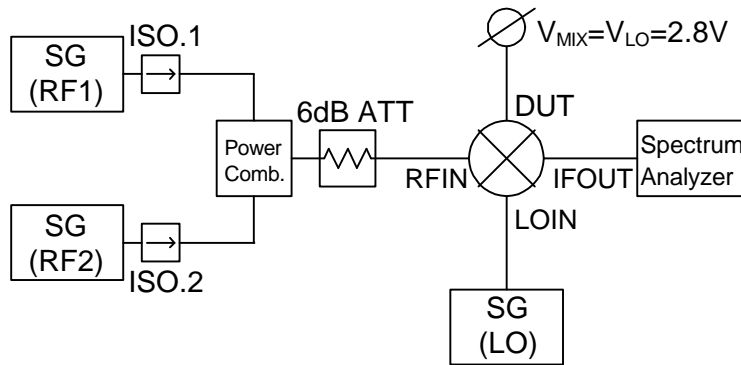 SG
(RF1)
ISO.1
V_MIX=V_LO=2.8V
6dB ATT
DUT
Power
Comb.
RFIN
IFOUT
Spectrum
Analyzer
LOIN
SG
(RF2)
ISO.2
SG
(LO)